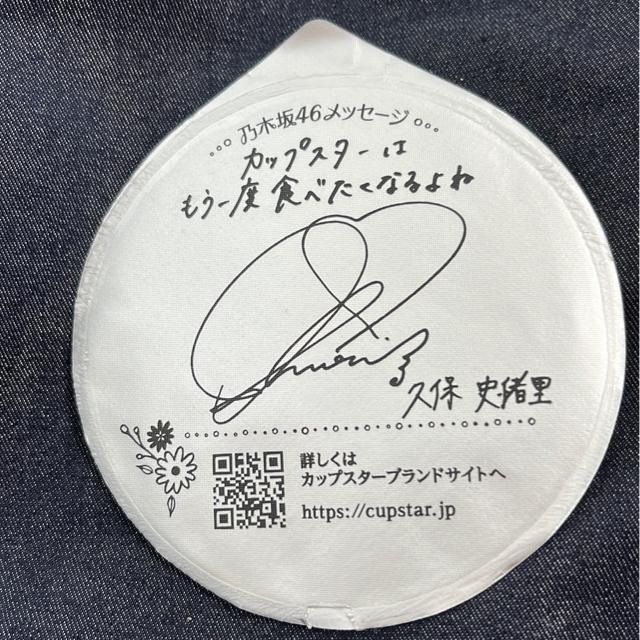 乃木坂46メッセージ
カップスターは
もう一度食べたくなるよね
久保 史緒里
詳しくは
カップスターブランドサイトへ
https://cupstar.jp